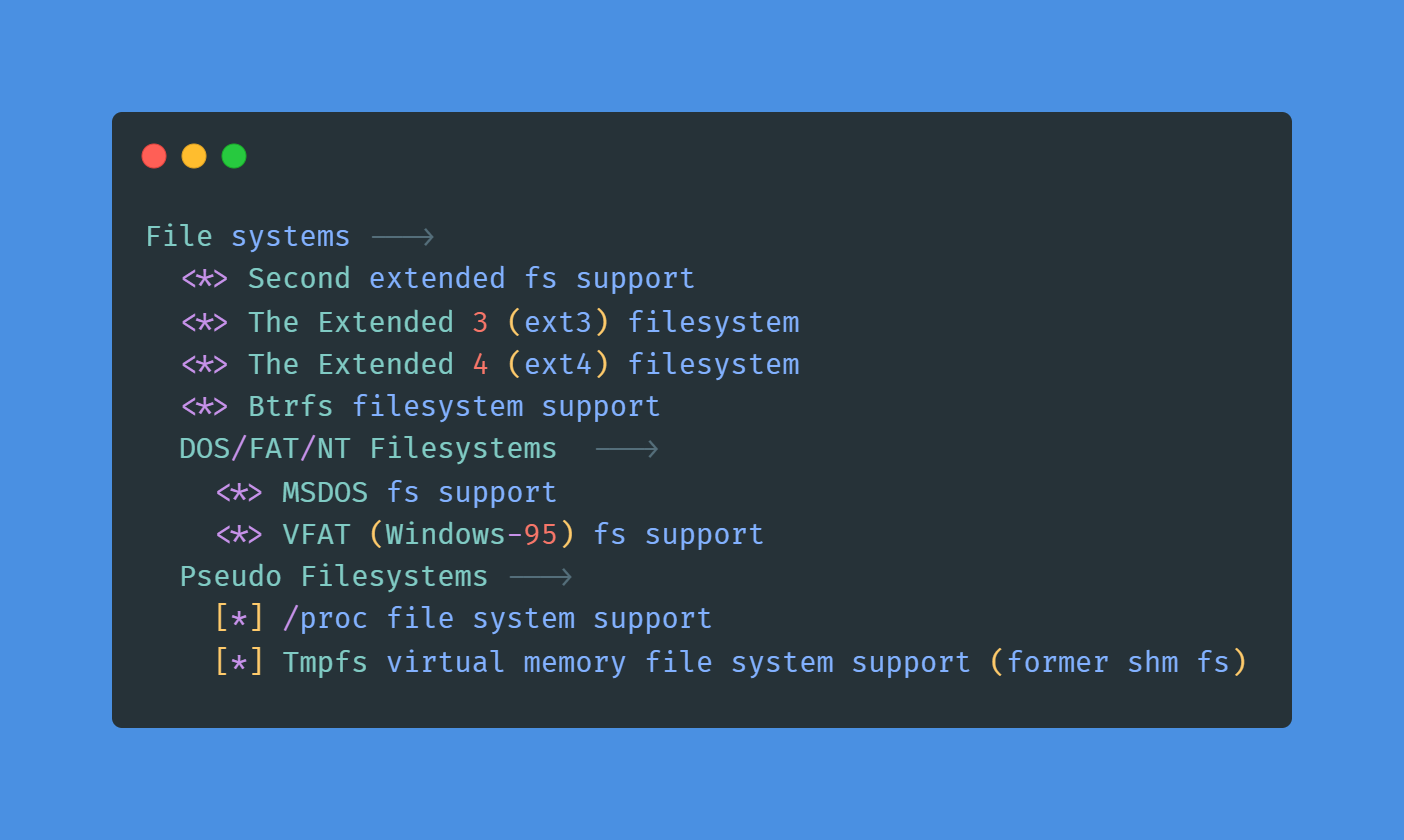 File systems --->
  <*> Second extended fs support
  <*> The Extended 3 (ext3) filesystem
  <*> The Extended 4 (ext4) filesystem
  <*> Btrfs filesystem support
  DOS/FAT/NT Filesystems  --->
    <*> MSDOS fs support
    <*> VFAT (Windows-95) fs support
  Pseudo Filesystems --->
    [*] /proc file system support
    [*] Tmpfs virtual memory file system support (former shm fs)